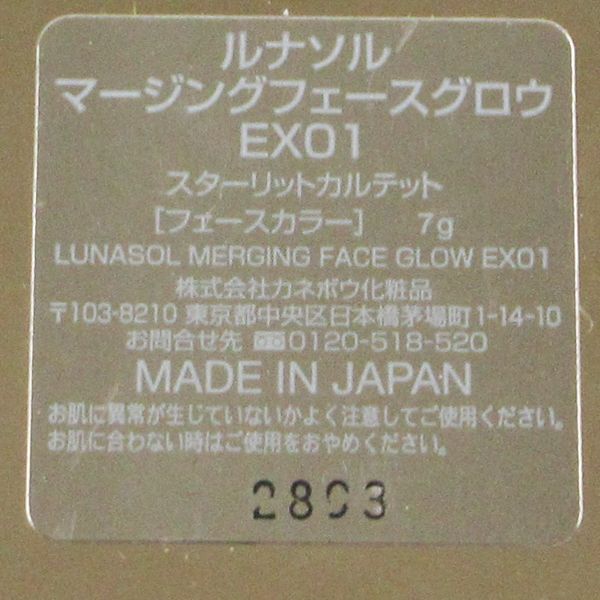 ルナソル
マージングフェースグロウ
EX01
スターリットカルテット
[フェースカラー] 7g
LUNASOL MERGING FACE GLOW EX01
株式会社カネボウ化粧品
〒103-8210 東京都中央区日本橋茅場町1-14-10
お問合せ先 0120-518-520
MADE IN JAPAN
お肌に異常が生じていないかよく注意してご使用ください。
お肌に合わない時はご使用をおやめください。
2803